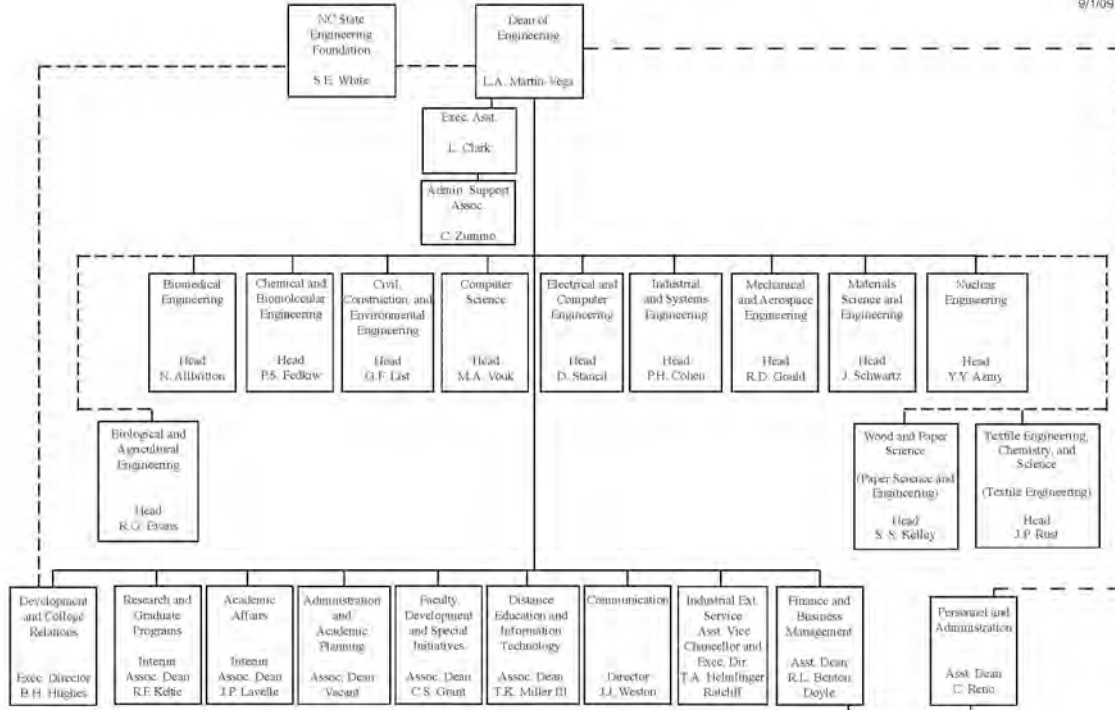 9/1/09
NC State
Engineering
Foundation
S.E. White
Dean of
Engineering
L.A. Martin-Vega
Exec. Asst.
L. Clark
Admin. Support
Assoc.
C. Zummo
Biomedical
Engineering
Head
N. Allbritton
Chemical and
Biomolecular
Engineering
Head
P.S. Fedkiw
Civil,
Construction, and
Environmental
Engineering
Head
G.F. List
Computer
Science
Head
M.A. Vouk
Electrical and
Computer
Engineering
Head
D. Stancil
Industrial
and Systems
Engineering
Head
P.H. Cohen
Mechanical
and Aerospace
Engineering
Head
R.D. Gould
Materials
Science and
Engineering
Head
J. Schwartz
Nuclear
Engineering
Head
Y.Y. Azmy
Biological and
Agricultural
Engineering
Head
R.O. Evans
Wood and Paper
Science
(Paper Science and
Engineering)
Head
S. S. Kelley
Textile Engineering,
Chemistry, and
Science
(Textile Engineering)
Head
J.P. Rust
Development
and College
Relations
Exec. Director
B.H. Hughes
Research and
Graduate
Programs
Interim
Assoc. Dean
R.F. Keltie
Academic
Affairs
Interim
Assoc. Dean
J.P. Lavelle
Administration
and
Academic
Planning
Assoc. Dean
Vacant
Faculty
Development
and Special
Initiatives
Assoc. Dean
C.S. Grant
Distance
Education and
Information
Technology
Assoc. Dean
T.K. Miller III
Communication
Director
J.J. Weston
Industrial Ext.
Service
Asst. Vice
Chancellor and
Exec. Dir.
T.A. Helmlinger
Ratcliff
Finance and
Business
Management
Asst. Dean
R.L. Benton
Doyle
Personnel and
Administration
Asst. Dean
C. Reno